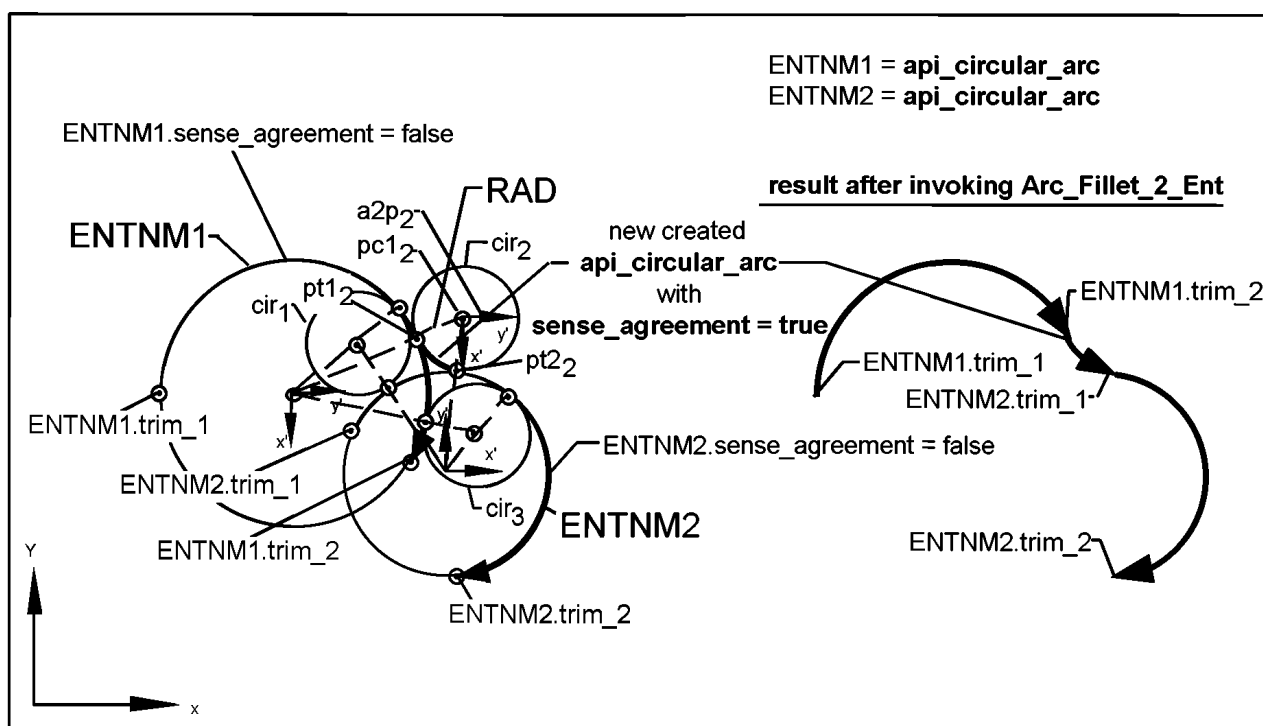 ENTNM1 = api_circular_arc
ENTNM2 = api_circular_arc
ENTNM1.sense_agreement = false
result after invoking Arc_Fillet_2_Ent
RAD
a2p2
pc12
cir2
new created
api_circular_arc
with
sense_agreement = true
ENTNM1
pt12
cir1
y'
x'
pt22
ENTNM1.trim_2
ENTNM1.trim_1
ENTNM2.trim_1
ENTNM1.trim_1
y'
x'
y'
x'
ENTNM2.trim_1
ENTNM2.sense_agreement = false
cir3
ENTNM2
ENTNM1.trim_2
ENTNM2.trim_2
ENTNM2.trim_2
Y
x